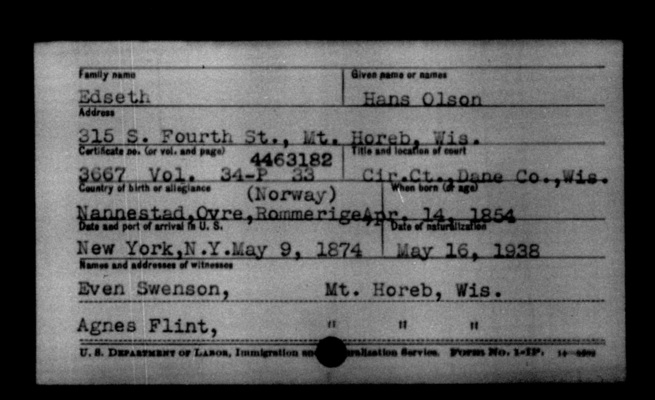 Family name Given name or names
Edseth Hans Olson
Address
315 S. Fourth St., Mt. Horeb, Wis.
Certificate no. (or vol. and page) 4463182 Title and location of court
3667 Vol. 34-P 33 Cir.Ct.,Dane Co.,Wis.
Country of birth or allegiance (Norway) When born (or age)
Nannestad,Ovre,RommerigeApr. 14, 1854
Date and port of arrival in U. S. Date of naturalization
New York,N.Y.May 9, 1874 May 16, 1938
Names and addresses of witnesses
Even Swenson, Mt. Horeb, Wis.
Agnes Flint, " " "
U. S. Department of Labor, Immigration and Naturalization Service. Form No. 1-IP.